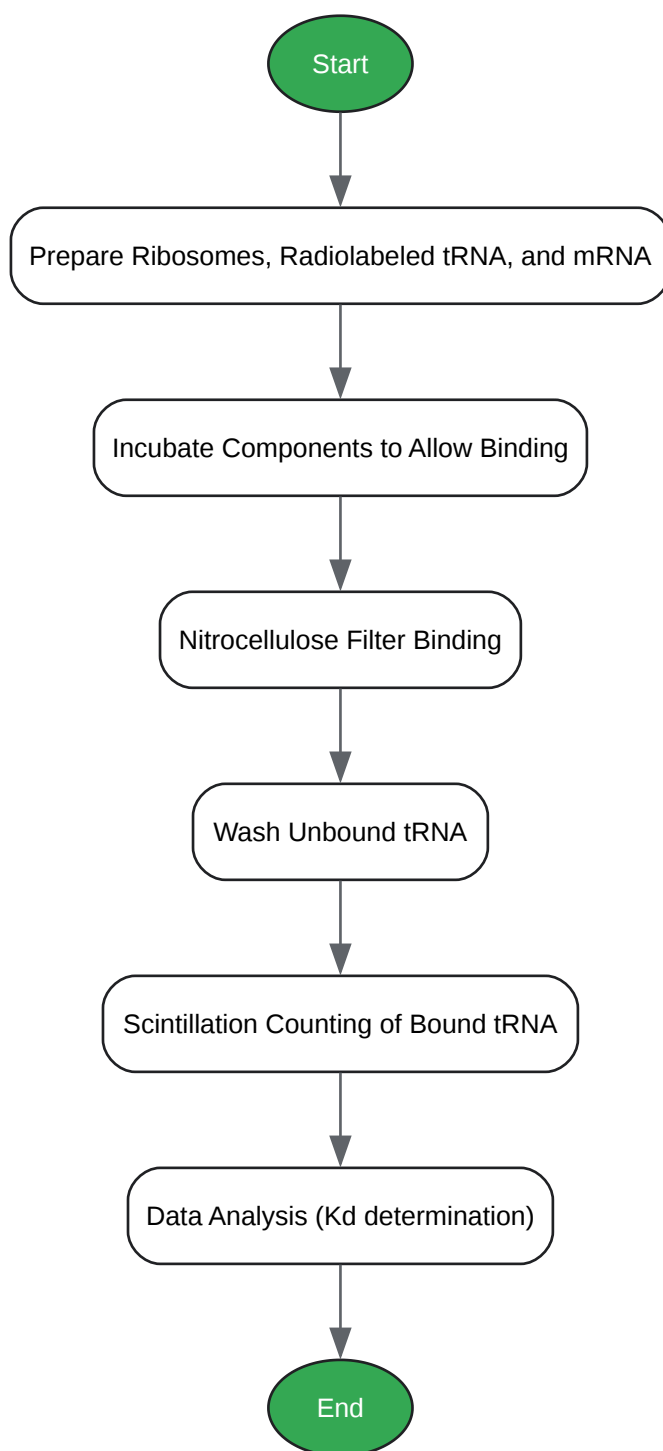 Start
Prepare Ribosomes, Radiolabeled tRNA, and mRNA
Incubate Components to Allow Binding
Nitrocellulose Filter Binding
Wash Unbound tRNA
Scintillation Counting of Bound tRNA
Data Analysis (Kd determination)
End